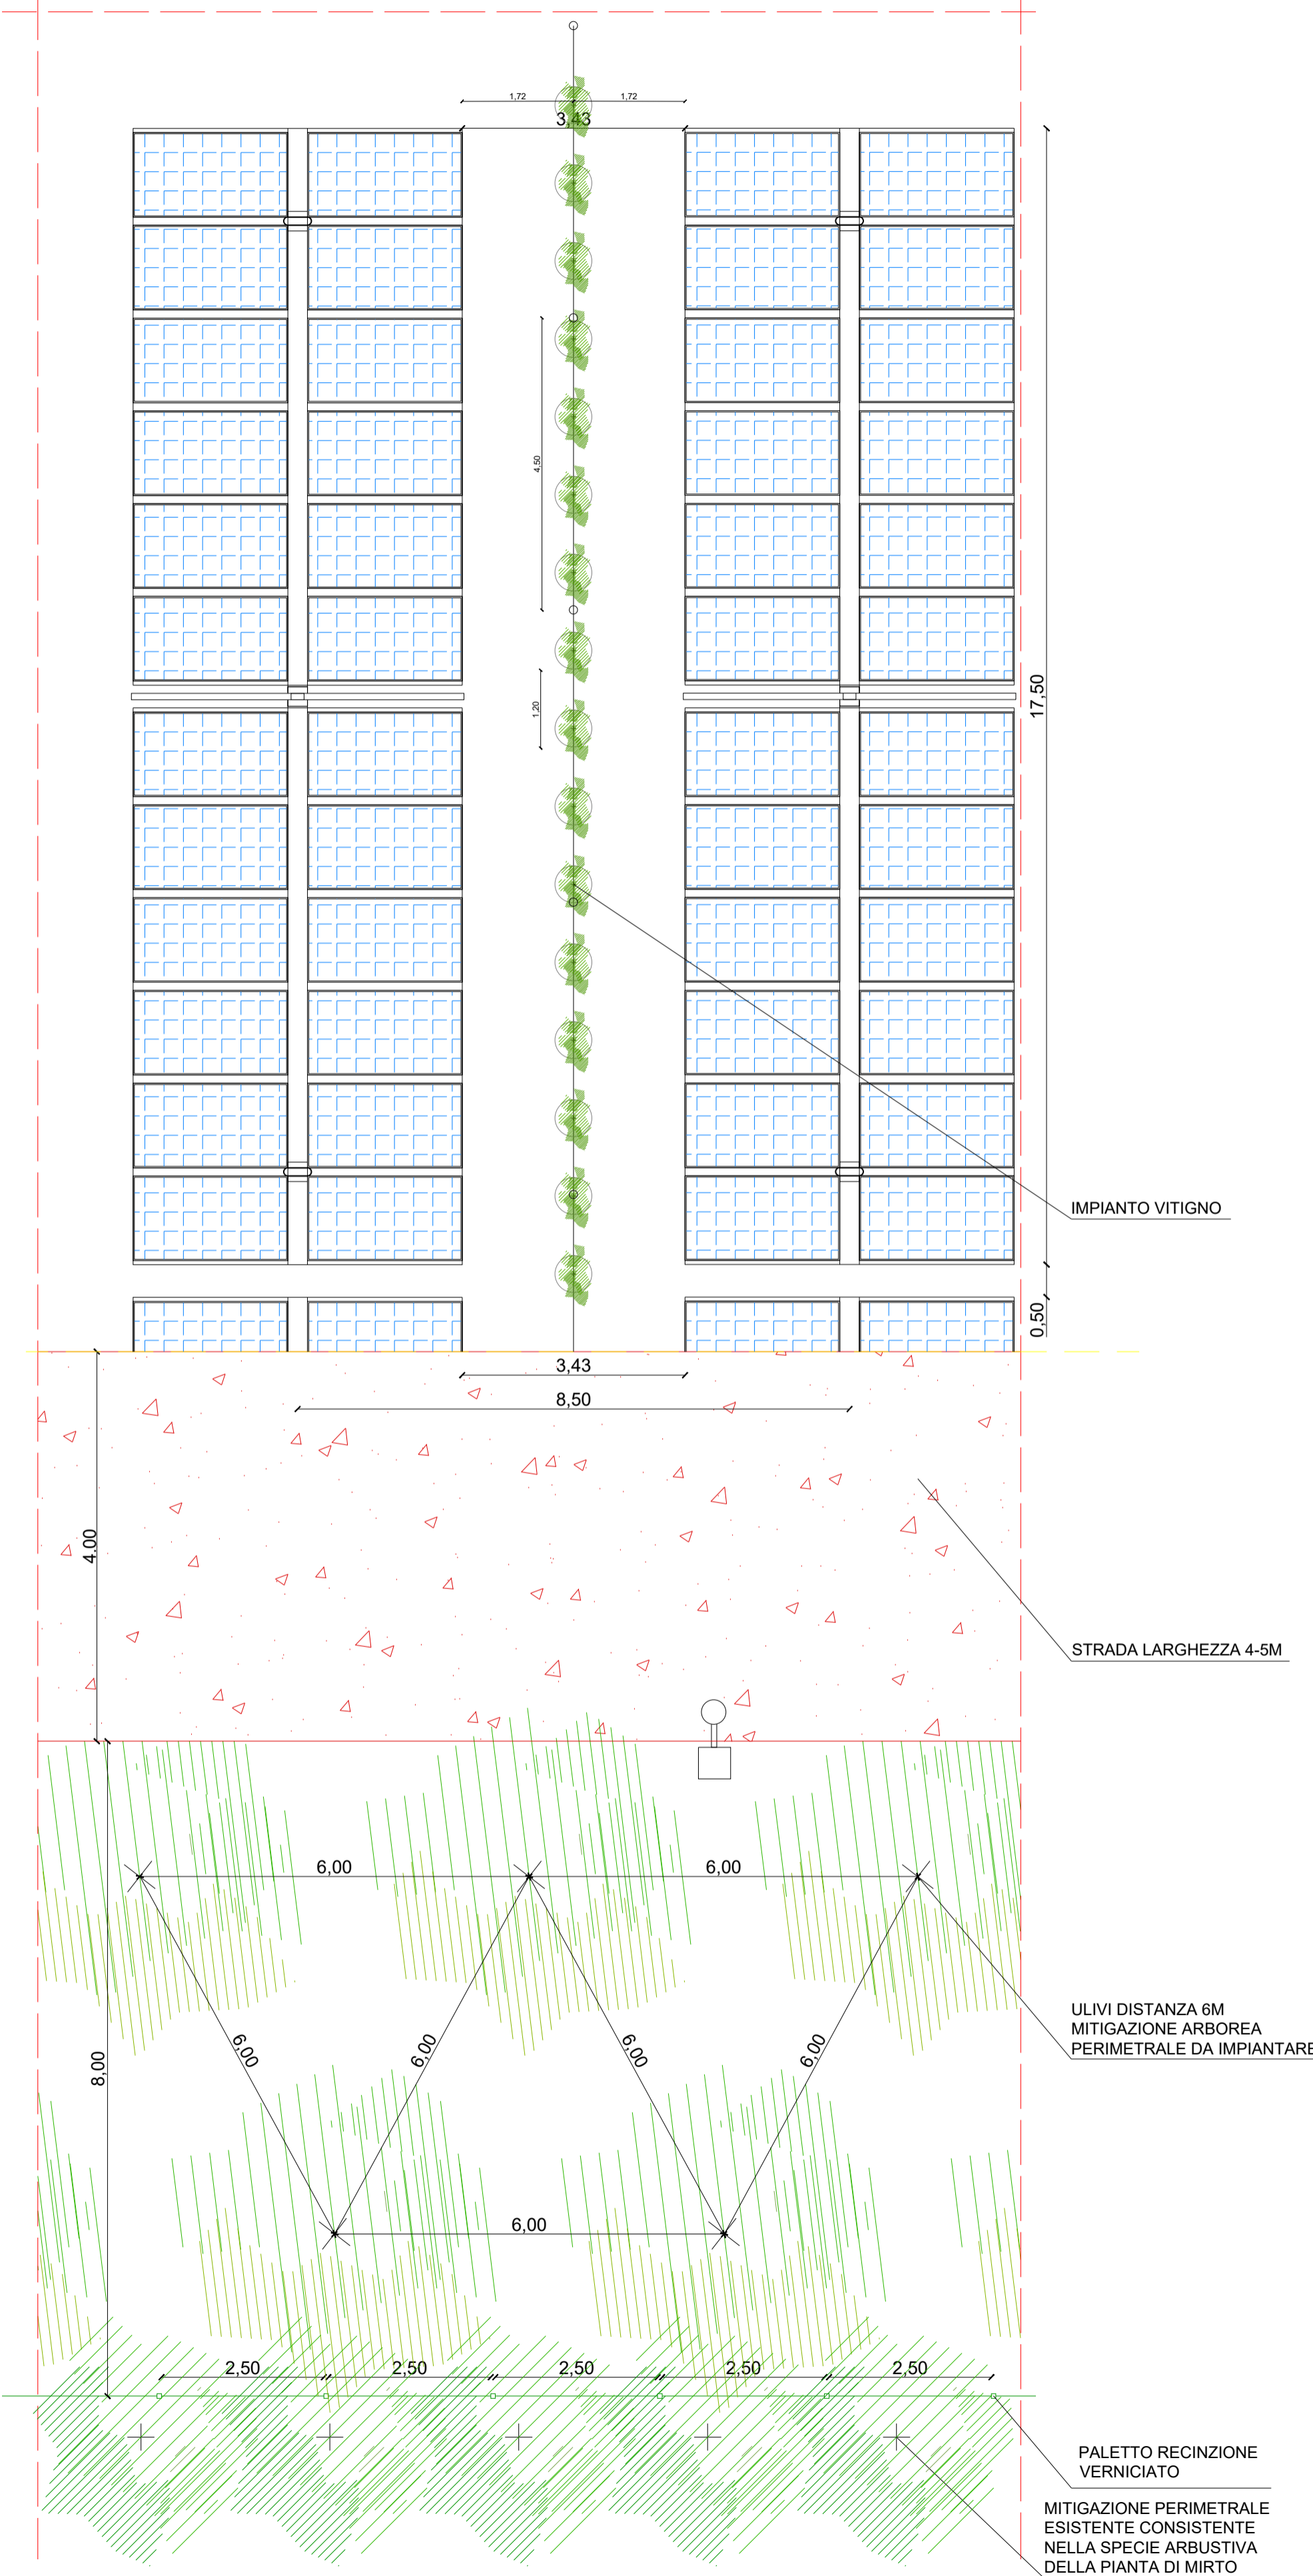 1,72
1,72
3,43
4,50
1,20
17,50
IMPIANTO VITIGNO
0,50
3,43
8,50
4.00
STRADA LARGHEZZA 4-5M
6,00
6,00
6,00
6,00
6,00
6,00
8,00
ULIVI DISTANZA 6M
MITIGAZIONE ARBOREA
PERIMETRALE DA IMPIANTARE
6,00
2,50
2,50
2,50
2,50
2,50
PALETTO RECINZIONE
VERNICIATO
MITIGAZIONE PERIMETRALE
ESISTENTE CONSISTENTE
NELLA SPECIE ARBUSTIVA
DELLA PIANTA DI MIRTO